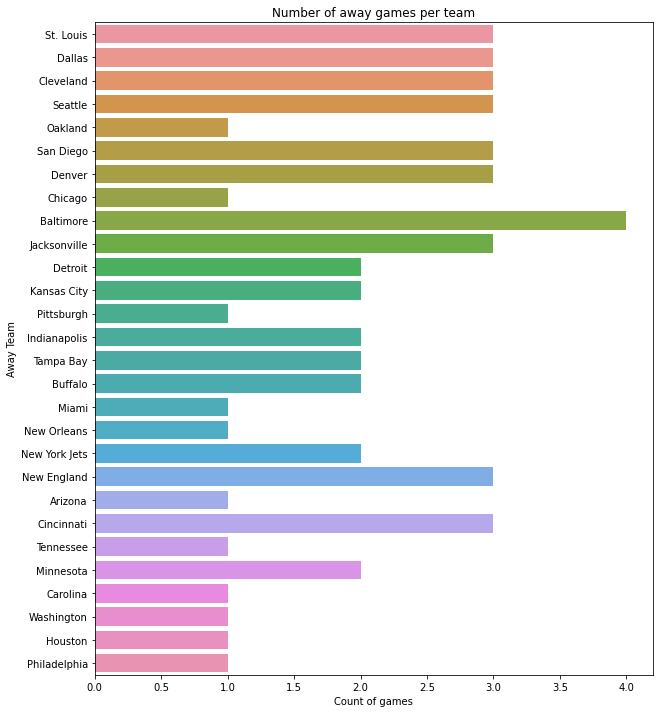 Number of away games per team
Away Team
St. Louis
Dallas
Cleveland
Seattle
Oakland
San Diego
Denver
Chicago
Baltimore
Jacksonville
Detroit
Kansas City
Pittsburgh
Indianapolis
Tampa Bay
Buffalo
Miami
New Orleans
New York Jets
New England
Arizona
Cincinnati
Tennessee
Minnesota
Carolina
Washington
Houston
Philadelphia
0.0 0.5 1.0 1.5 2.0 2.5 3.0 3.5 4.0
Count of games